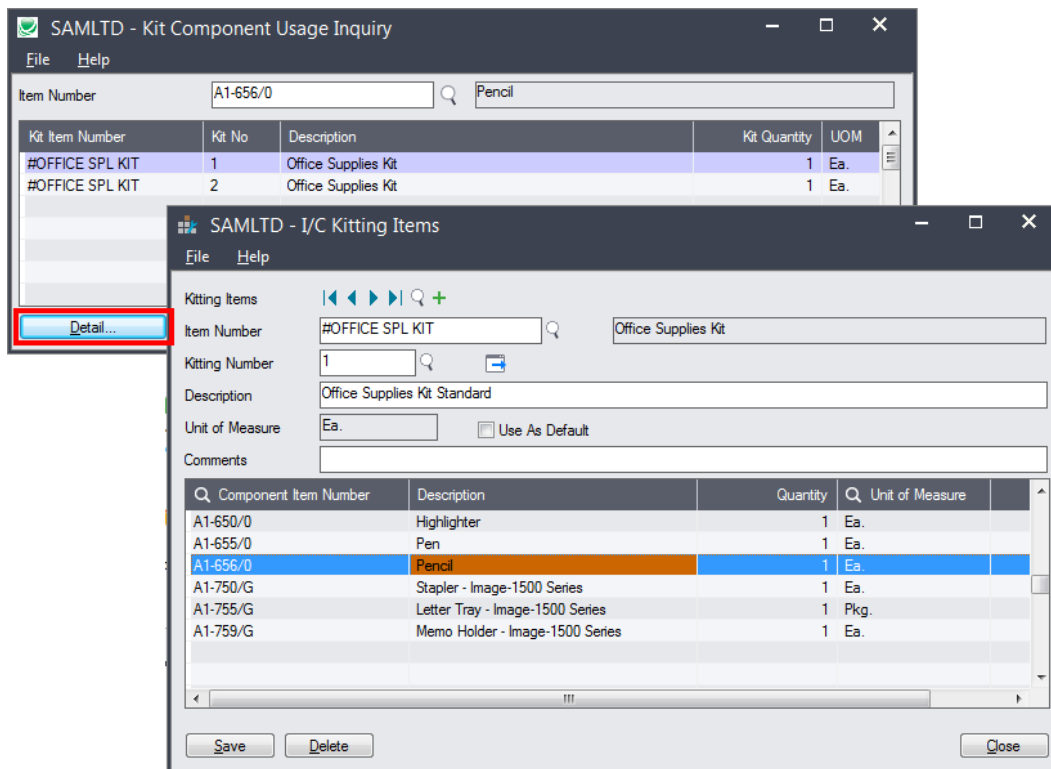 SAMLTD - Kit Component Usage Inquiry
File Help
Item Number A1-656/0 Pencil
Kit Item Number Kit No Description Kit Quantity UOM
#OFFICE SPL KIT 1 Office Supplies Kit 1 Ea.
#OFFICE SPL KIT 2 Office Supplies Kit 1 Ea.
Detail...
SAMLTD - I/C Kitting Items
File Help
Kitting Items
Item Number #OFFICE SPL KIT Office Supplies Kit
Kitting Number 1
Description Office Supplies Kit Standard
Unit of Measure Ea. Use As Default
Comments
Component Item Number Description Quantity Unit of Measure
A1-650/0 Highlighter 1 Ea.
A1-655/0 Pen 1 Ea.
A1-656/0 Pencil 1 Ea.
A1-750/G Stapler - Image-1500 Series 1 Ea.
A1-755/G Letter Tray - Image-1500 Series 1 Pkg.
A1-759/G Memo Holder - Image-1500 Series 1 Ea.
Save Delete Close